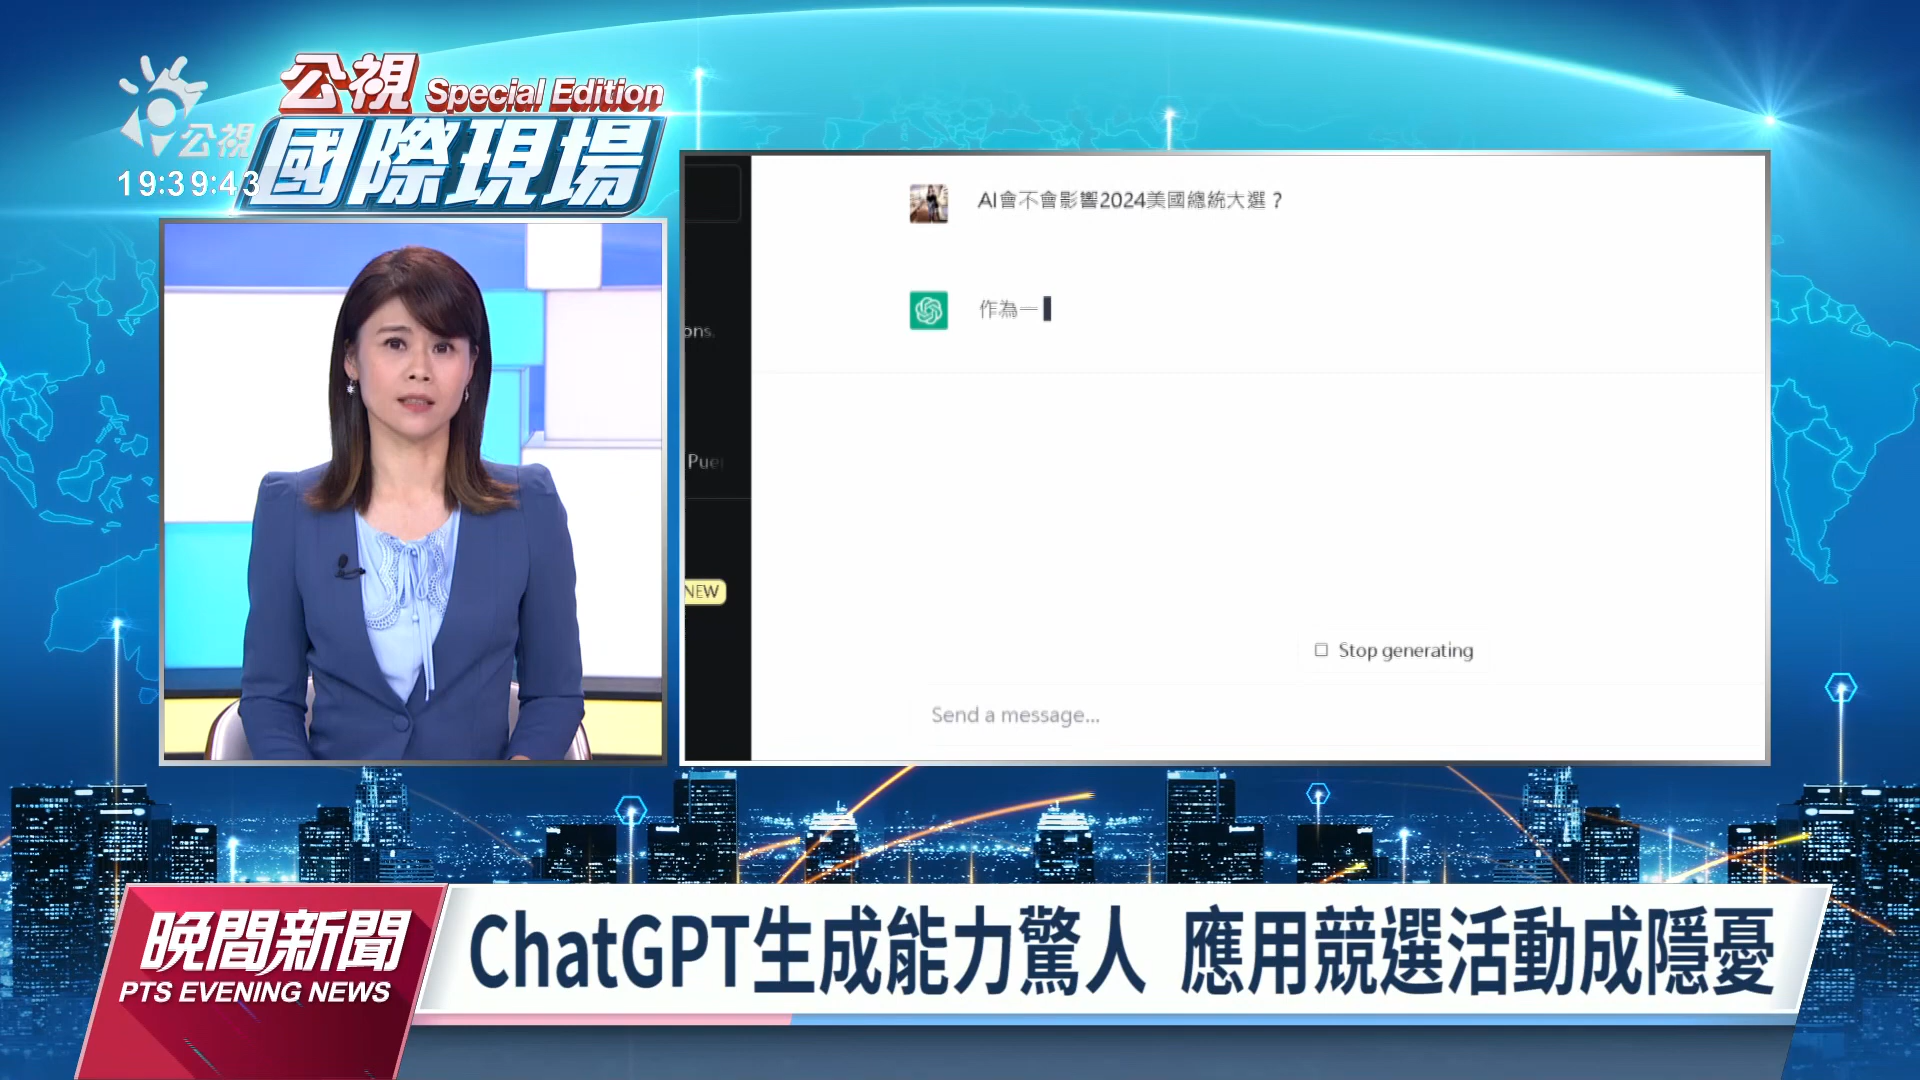 公視 Special Edition
國際現場
公視
19:39:43
AI會不會影響2024美國總統大選？
作為一
ons.
Pue
NEW
Stop generating
Send a message...
晚間新聞
PTS EVENING NEWS
ChatGPT生成能力驚人 應用競選活動成隱憂